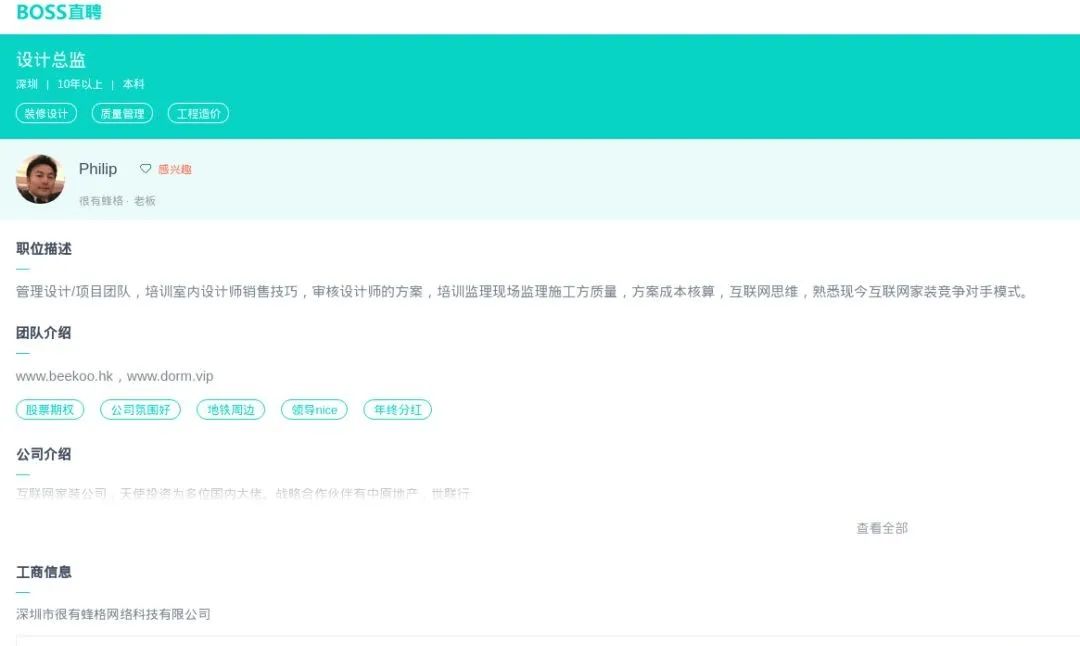 BOSS直聘
设计总监
深圳 | 10年以上 | 本科
装修设计 质量管理 工程造价
Philip 感兴趣
很有蜂格 · 老板
职位描述
管理设计/项目团队，培训室内设计师销售技巧，审核设计师的方案，培训监理现场监理施工方质量，方案成本核算，互联网思维，熟悉现今互联网家装竞争对手模式。
团队介绍
www.beekoo.hk，www.dorm.vip
股票期权 公司氛围好 地铁周边 领导nice 年终分红
公司介绍
互联网家装公司，天使投资为多位国内大佬。战略合作伙伴有中原地产，世联行
查看全部
工商信息
深圳市很有蜂格网络科技有限公司